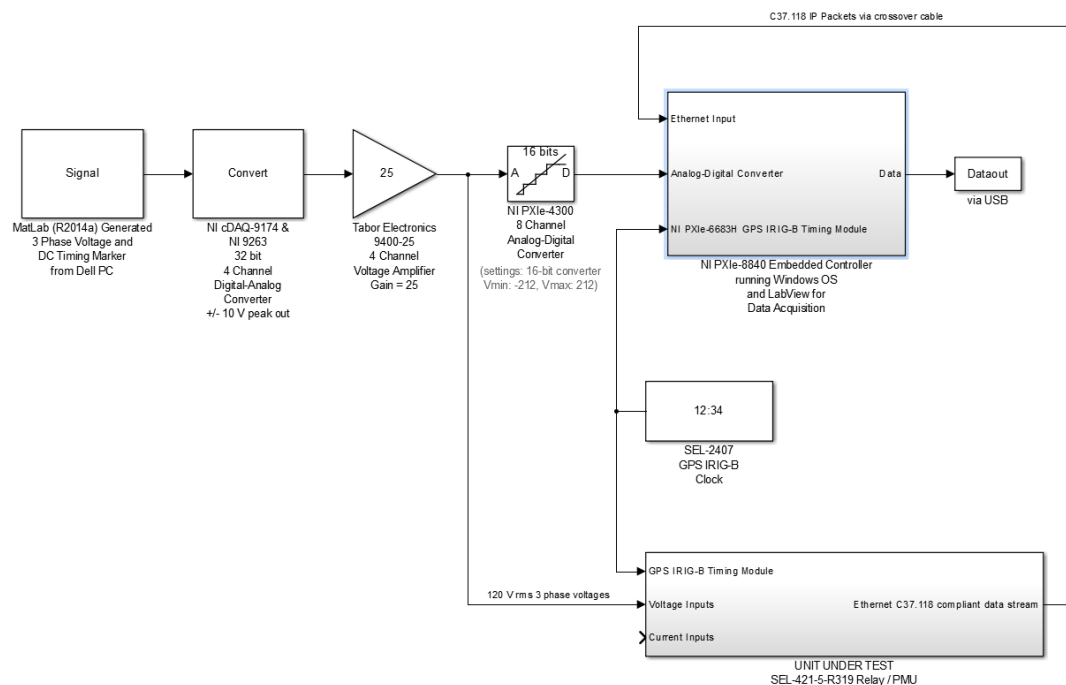 C37.118 IP Packets via crossover cable
Signal
MatLab (R2014a) Generated
3 Phase Voltage and
DC Timing Marker
from Dell PC
Convert
NI cDAQ-9174 &
NI 9263
32 bit
4 Channel
Digital-Analog
Converter
+/- 10 V peak out
25
Tabor Electronics
9400-25
4 Channel
Voltage Amplifier
Gain = 25
16 bits
A
D
NI PXIe-4300
8 Channel
Analog-Digital
Converter
(settings: 16-bit converter
Vmin: -212, Vmax: 212)
Ethernet Input
Analog-Digital Converter
Data
NI PXIe-6683H GPS IRIG-B Timing Module
NI PXIe-8840 Embedded Controller
running Windows OS
and LabView for
Data Acquisition
Dataout
via USB
12:34
SEL-2407
GPS IRIG-B
Clock
GPS IRIG-B Timing Module
120 V rms 3 phase voltages
Voltage Inputs
Ethernet C37.118 compliant data stream
Current Inputs
UNIT UNDER TEST
SEL-421-5-R319 Relay / PMU